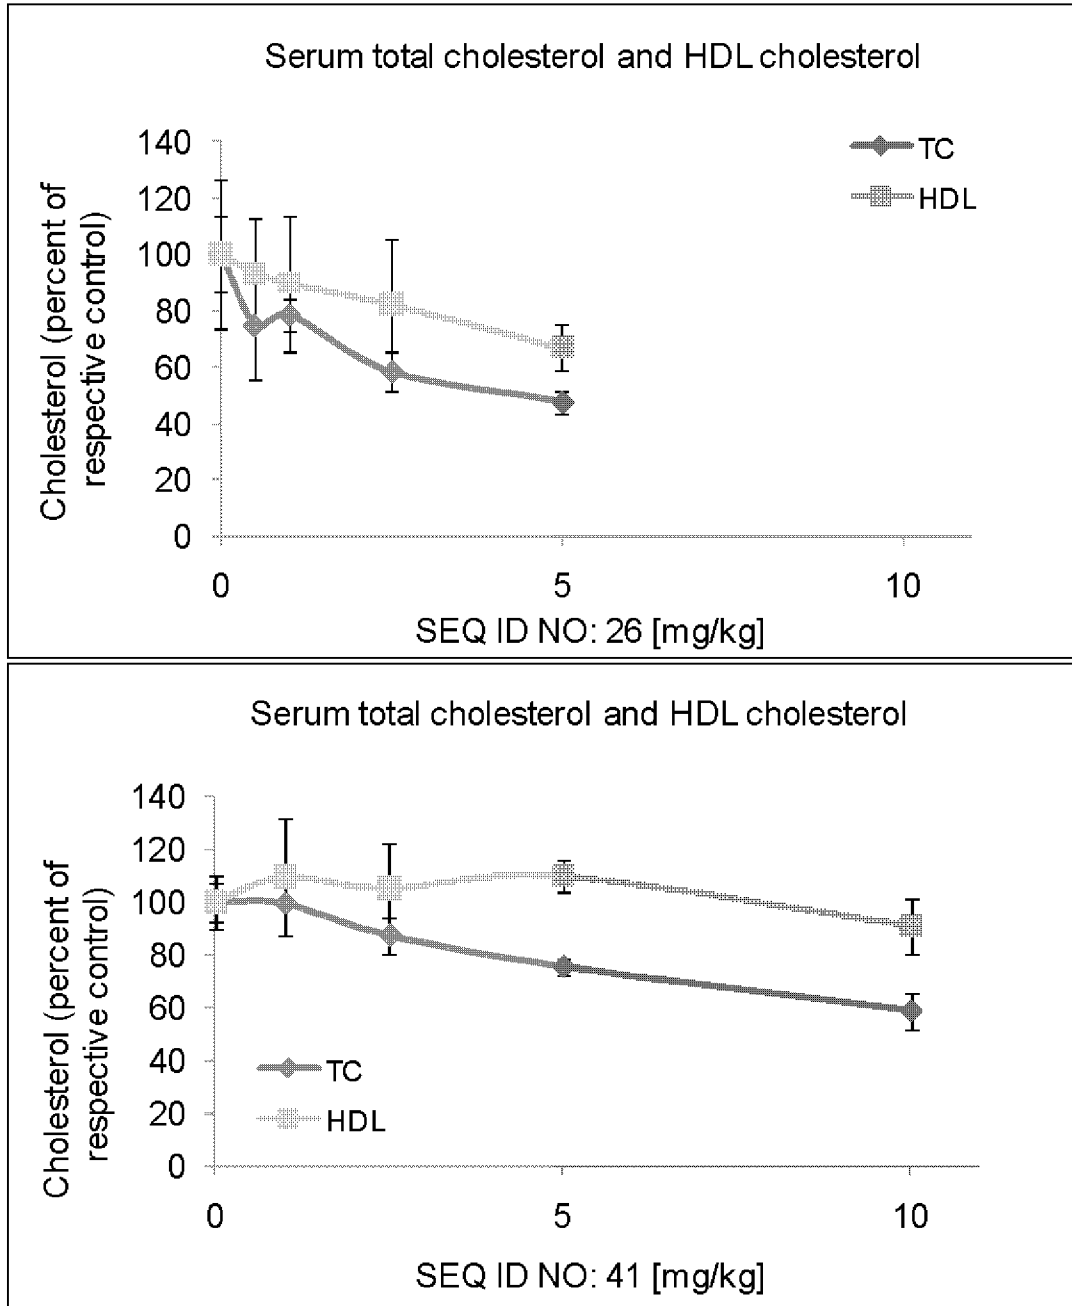 Serum total cholesterol and HDL cholesterol
Cholesterol (percent of
respective control)
140
120
100
80
60
40
20
0
TC
HDL
0 5 10
SEQ ID NO: 26 [mg/kg]
Serum total cholesterol and HDL cholesterol
Cholesterol (percent of
respective control)
140
120
100
80
60
40
20
0
TC
HDL
0 5 10
SEQ ID NO: 41 [mg/kg]